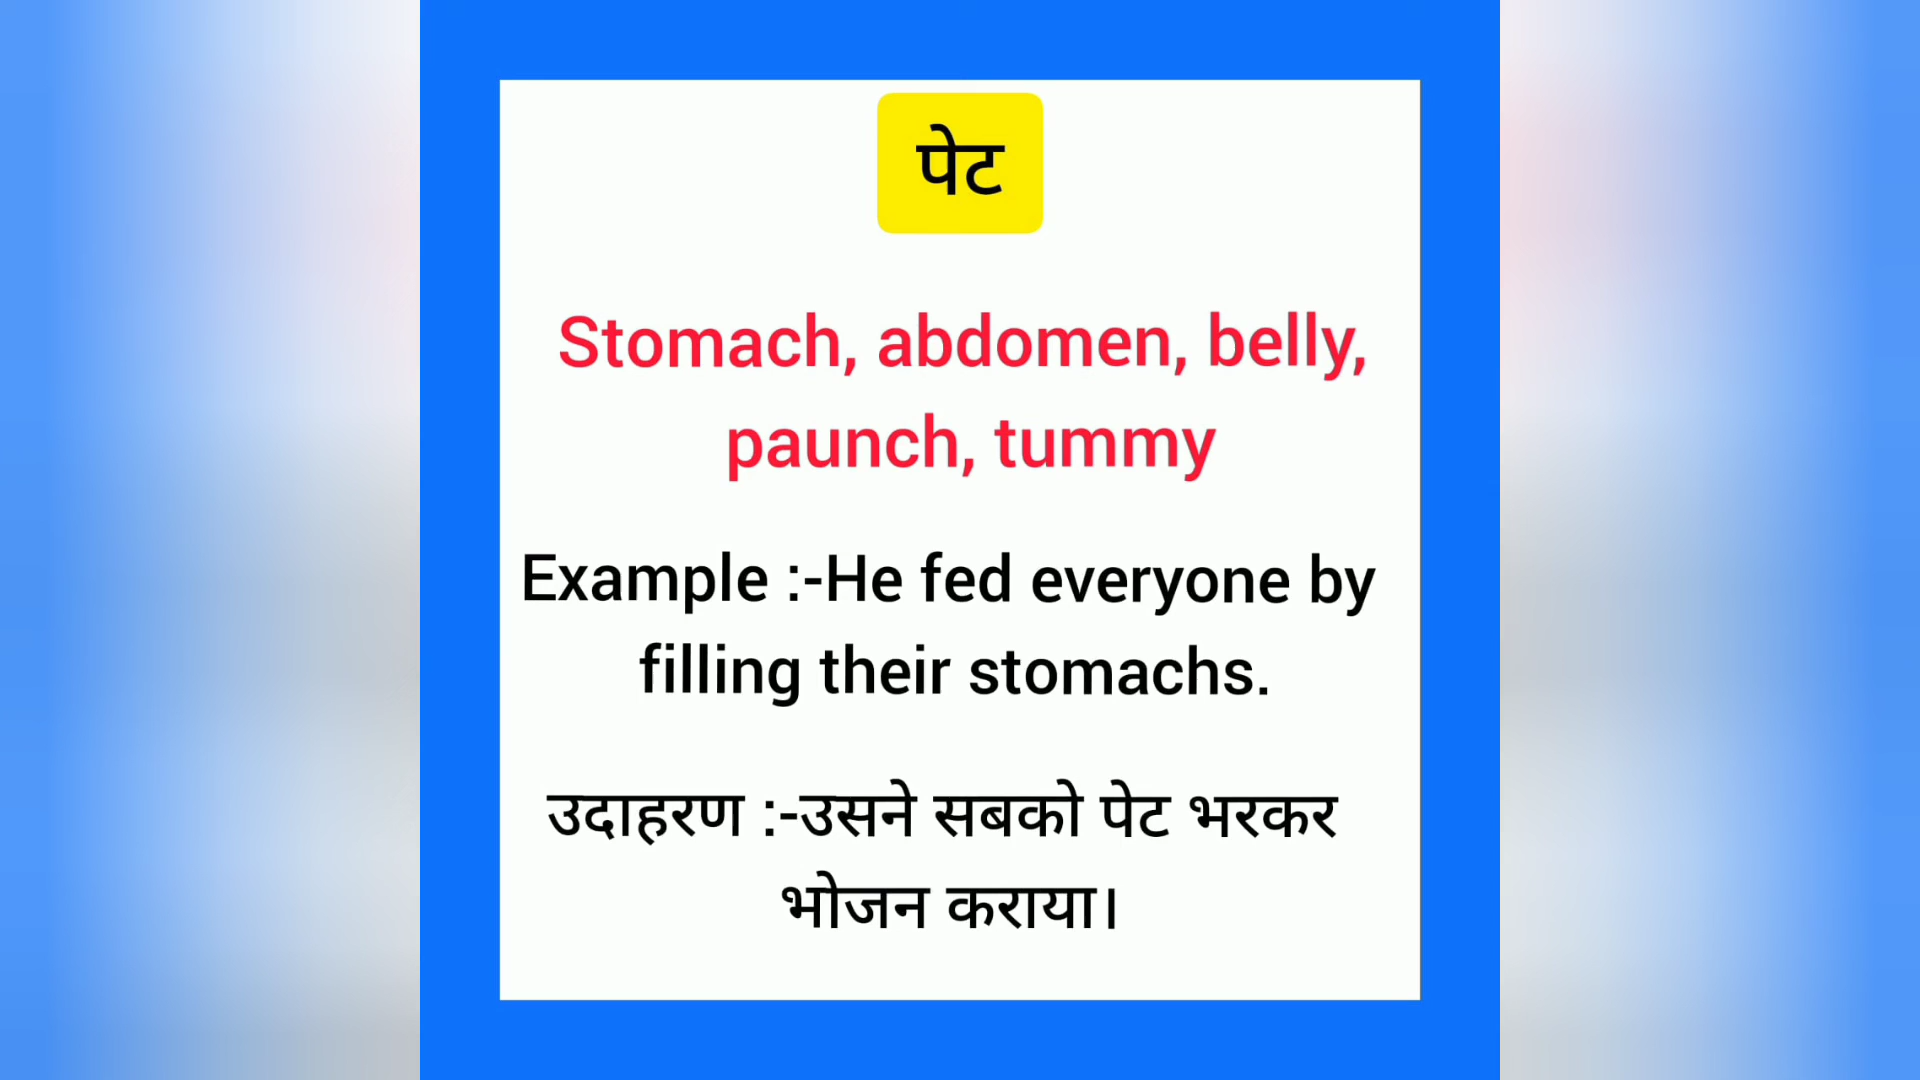 पेट
Stomach, abdomen, belly,
paunch, tummy
Example :-He fed everyone by
filling their stomachs.
उदाहरण :-उसने सबको पेट भरकर
भोजन कराया।